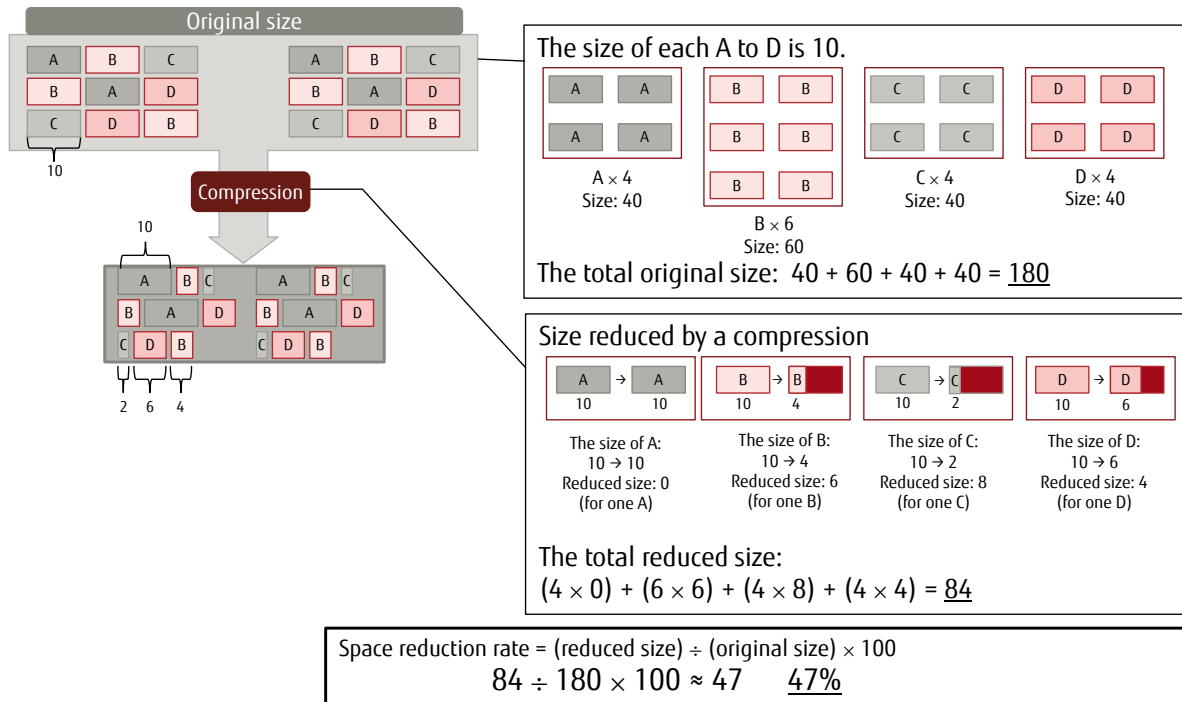 Original size
A B C A B C
B A D B A D
C D B C D B
10
Compression
10
A B C A B C
B A D B A D
C D B C D B
2 6 4
The size of each A to D is 10.
A A B B C C D D
A A B B C C D D
B B
A × 4
Size: 40
B × 6
Size: 60
C × 4
Size: 40
D × 4
Size: 40
The total original size: 40 + 60 + 40 + 40 = 180
Size reduced by a compression
A → A B → B C → C D → D
10 10 10 4 10 2 10 6
The size of A:
10 → 10
Reduced size: 0
(for one A)
The size of B:
10 → 4
Reduced size: 6
(for one B)
The size of C:
10 → 2
Reduced size: 8
(for one C)
The size of D:
10 → 6
Reduced size: 4
(for one D)
The total reduced size:
(4 × 0) + (6 × 6) + (4 × 8) + (4 × 4) = 84
Space reduction rate = (reduced size) ÷ (original size) × 100
84 ÷ 180 × 100 ≈ 47 47%